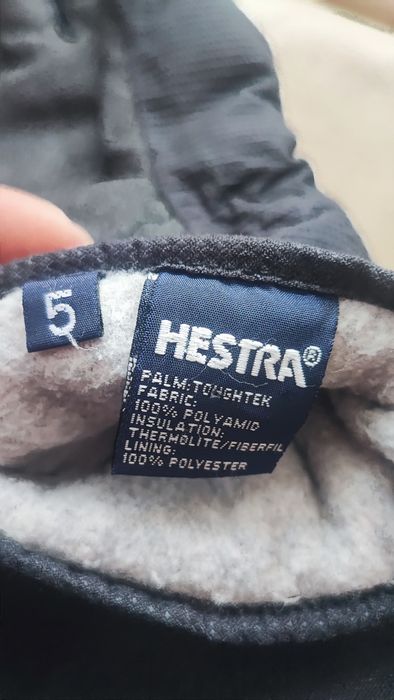 5
HESTRA®
PALM:TOUGHTEK
FABRIC:
100% POLYAMID
INSULATION:
THERMOLITE/FIBERFIL
LINING:
100% POLYESTER